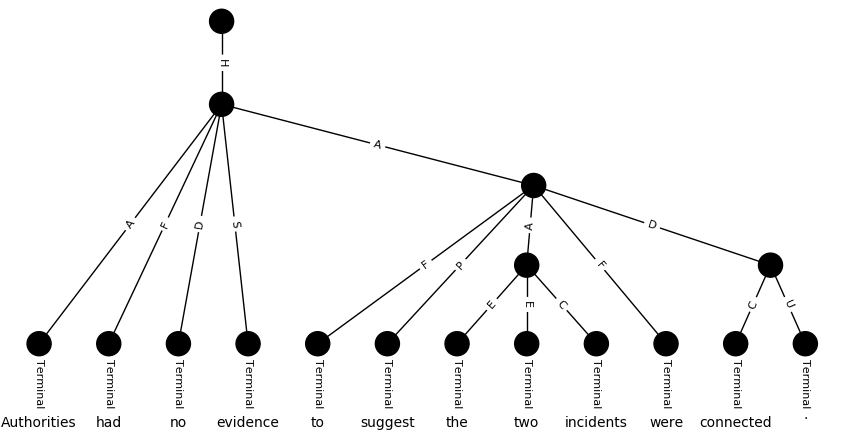 H
A
A F D S
F P A F D
E E C C U
Terminal Terminal Terminal Terminal Terminal Terminal Terminal Terminal Terminal Terminal Terminal Terminal
Authorities had no evidence to suggest the two incidents were connected .